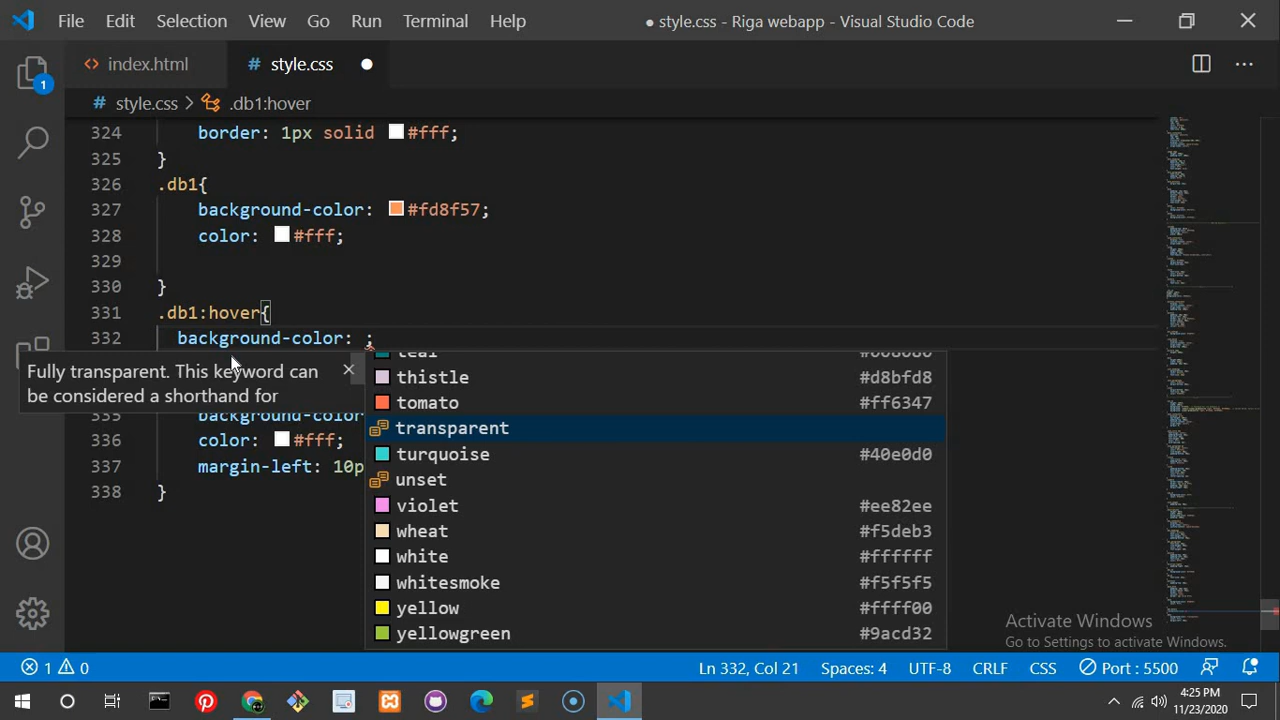 File Edit Selection View Go Run Terminal Help ● style.css - Riga webapp - Visual Studio Code
1
<> index.html # style.css
# style.css > .db1:hover
324 border: 1px solid #fff;
325 }
326 .db1{
327 background-color: #fd8f57;
328 color: #fff;
329
330 }
331 .db1:hover{
332 background-color: ;
Fully transparent. This keyword can
be considered a shorthand for
teal #008080
thistle #d8bfd8
tomato #ff6347
transparent
turquoise #40e0d0
unset
violet #ee82ee
wheat #f5deb3
white #ffffff
whitesmoke #f5f5f5
yellow #ffff00
yellowgreen #9acd32
background-color:
336 color: #fff;
337 margin-left: 10p
338 }
Activate Windows
Go to Settings to activate Windows.
1 0 Ln 332, Col 21 Spaces: 4 UTF-8 CRLF CSS Port : 5500
4:25 PM
11/23/2020